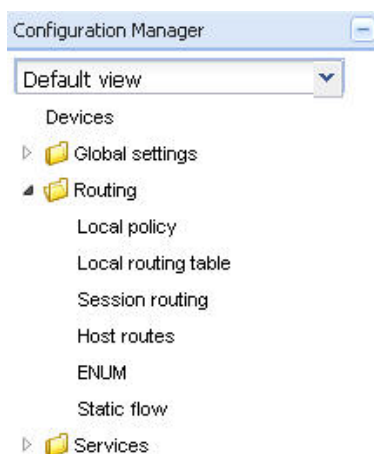 Configuration Manager
Default view
Devices
Global settings
Routing
Local policy
Local routing table
Session routing
Host routes
ENUM
Static flow
Services